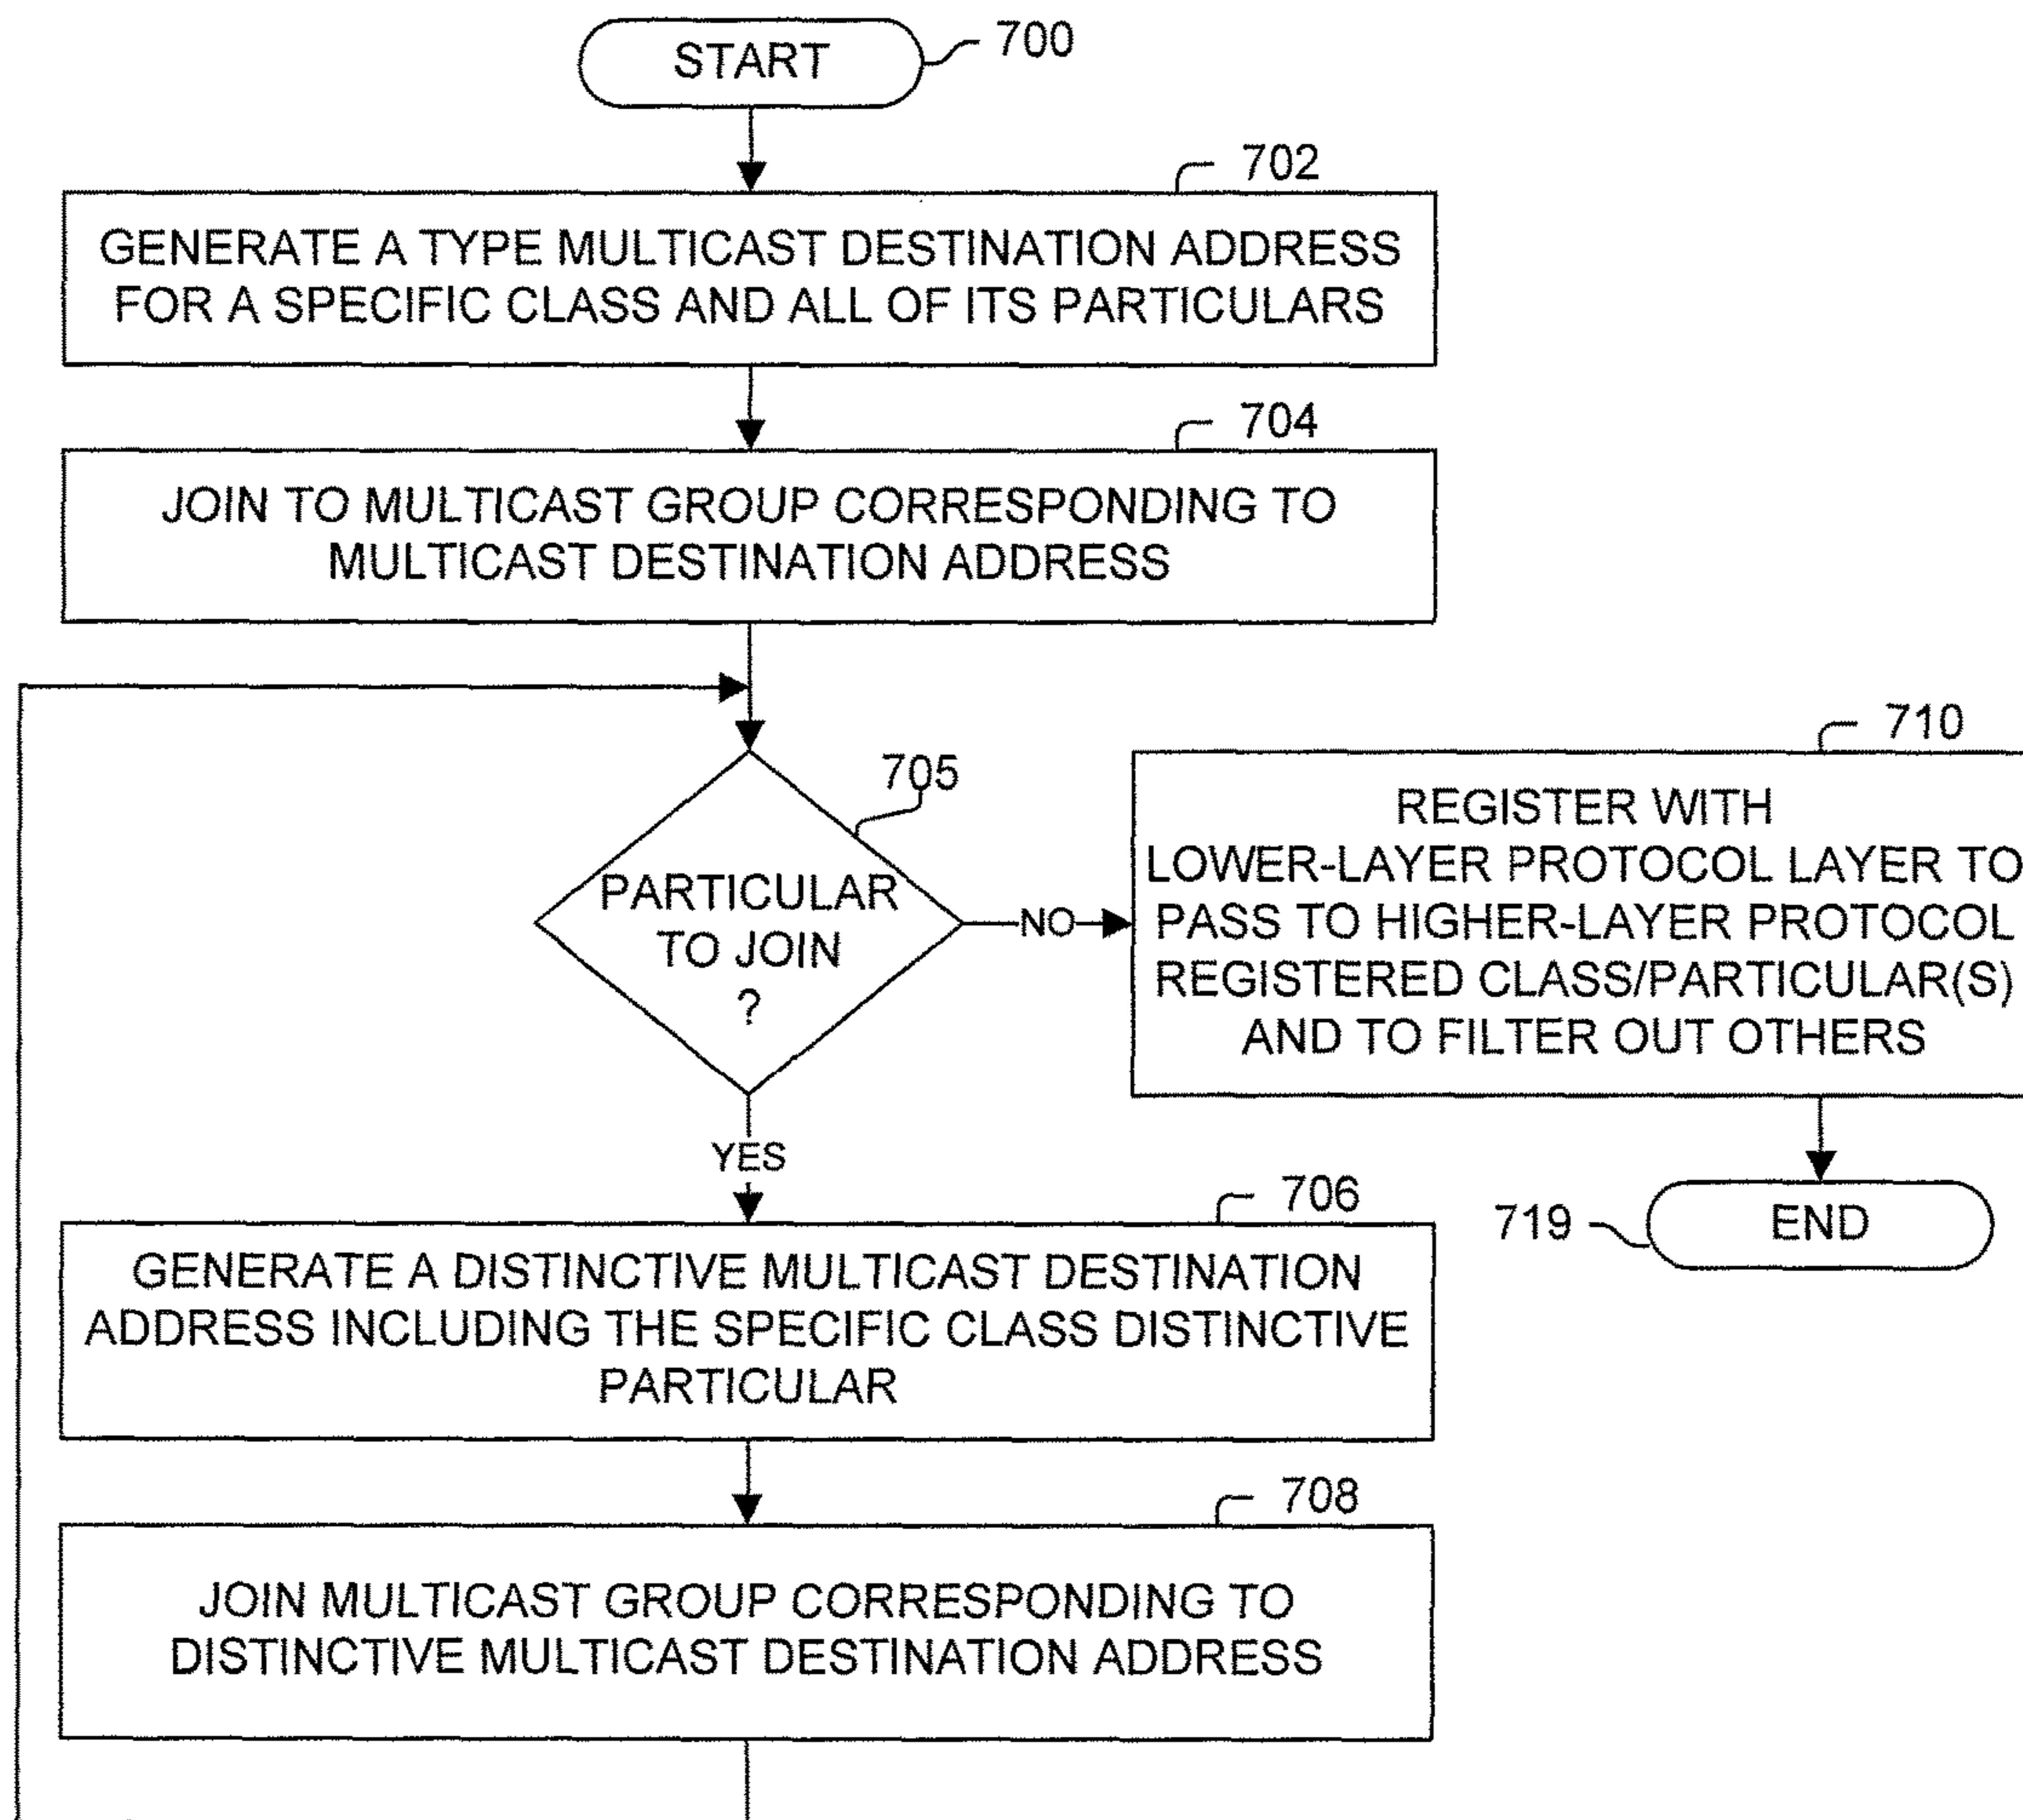 START
700
702
GENERATE A TYPE MULTICAST DESTINATION ADDRESS
FOR A SPECIFIC CLASS AND ALL OF ITS PARTICULARS
704
JOIN TO MULTICAST GROUP CORRESPONDING TO
MULTICAST DESTINATION ADDRESS
705
PARTICULAR
TO JOIN
?
NO
710
REGISTER WITH
LOWER-LAYER PROTOCOL LAYER TO
PASS TO HIGHER-LAYER PROTOCOL
REGISTERED CLASS/PARTICULAR(S)
AND TO FILTER OUT OTHERS
YES
719
END
706
GENERATE A DISTINCTIVE MULTICAST DESTINATION
ADDRESS INCLUDING THE SPECIFIC CLASS DISTINCTIVE
PARTICULAR
708
JOIN MULTICAST GROUP CORRESPONDING TO
DISTINCTIVE MULTICAST DESTINATION ADDRESS